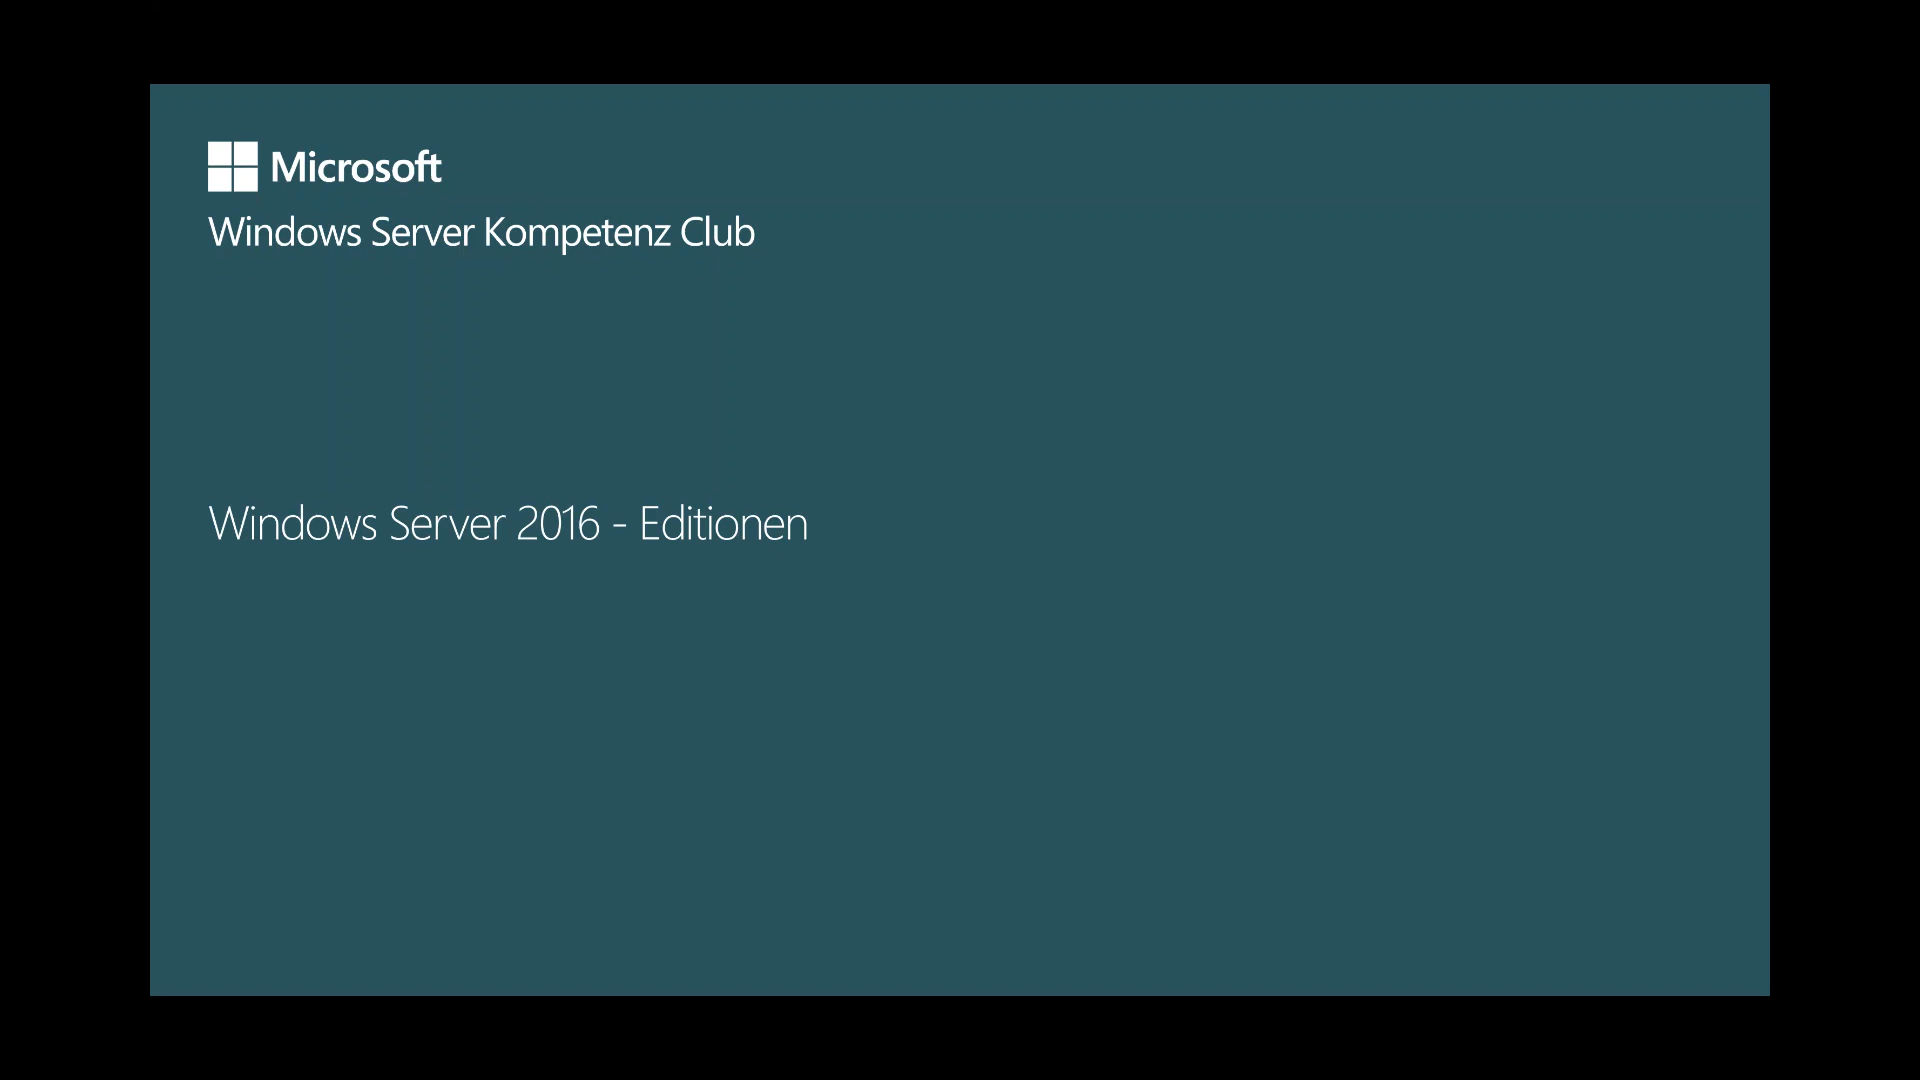 Microsoft
Windows Server Kompetenz Club
Windows Server 2016 - Editionen